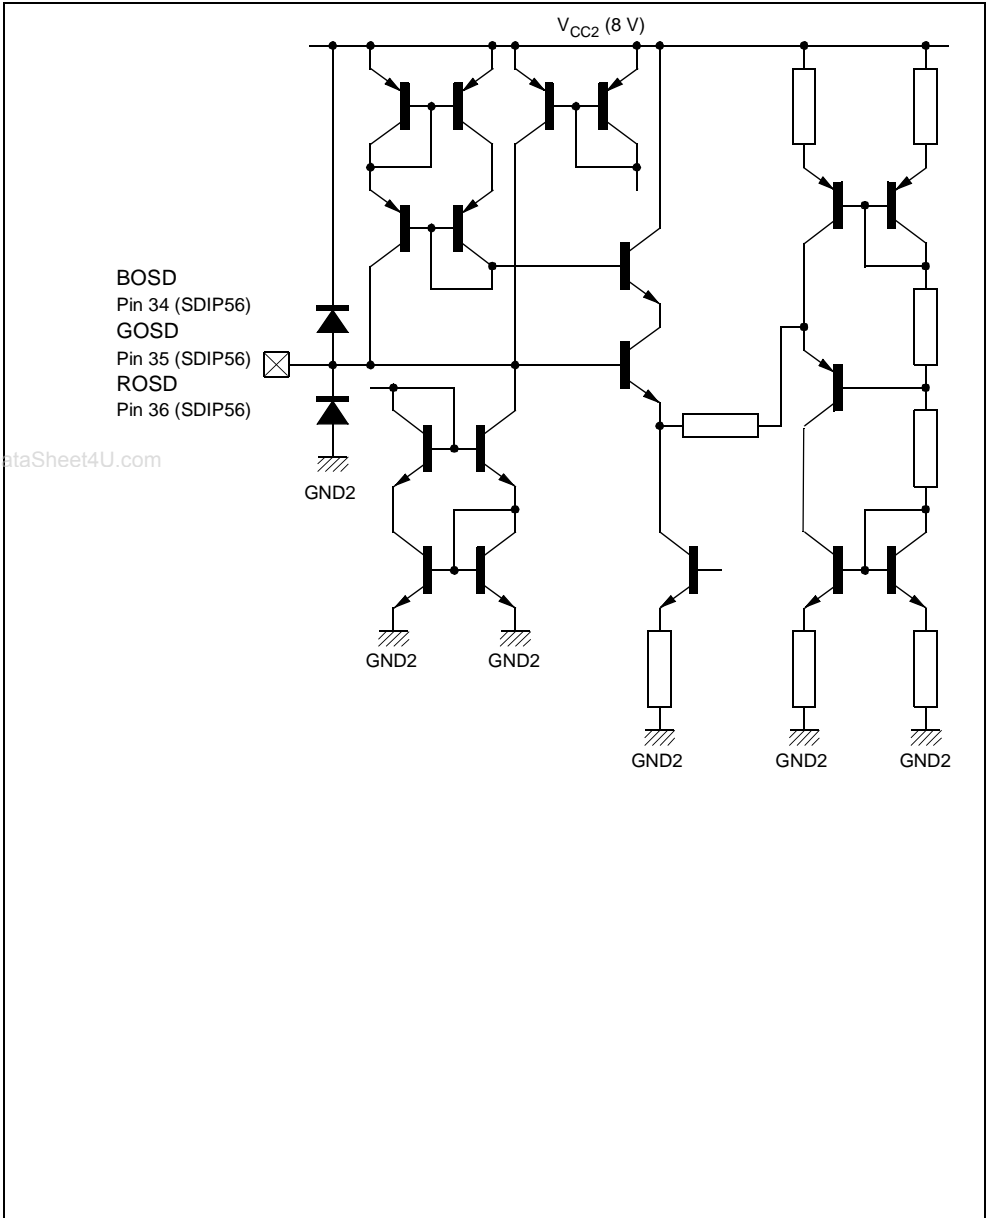 VCC2 (8 V)
BOSD
Pin 34 (SDIP56)
GOSD
Pin 35 (SDIP56)
ROSD
Pin 36 (SDIP56)
ataSheet4U.com
GND2
GND2
GND2
GND2
GND2
GND2